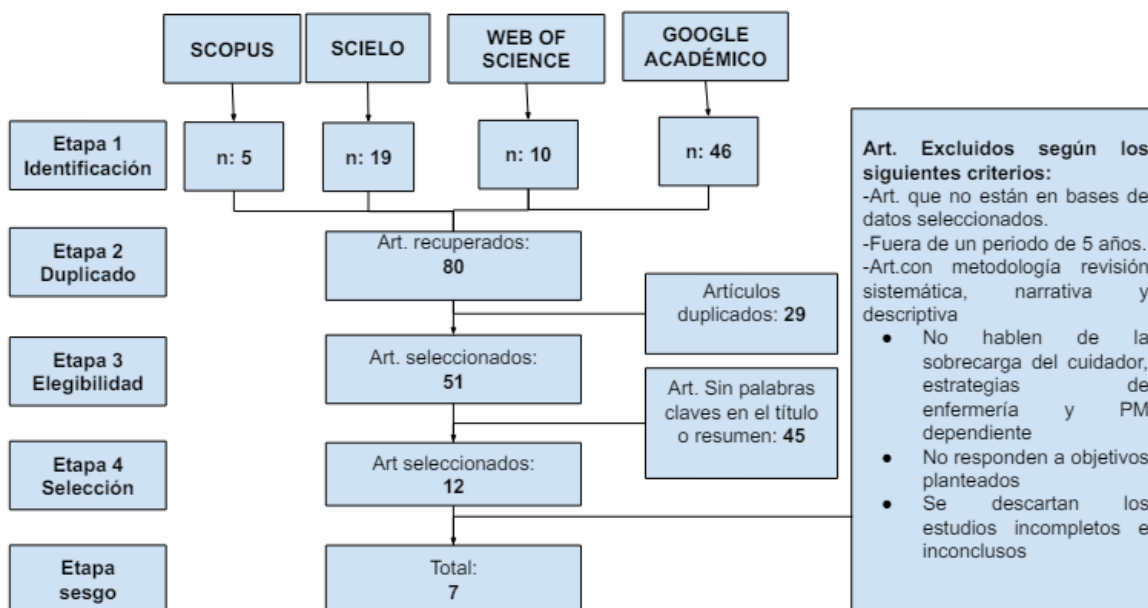 SCOPUS
SCIELO
WEB OF
SCIENCE
GOOGLE
ACADÉMICO
Etapa 1
Identificación
n: 5
n: 19
n: 10
n: 46
Etapa 2
Duplicado
Art. recuperados:
80
Artículos
duplicados: 29
Etapa 3
Elegibilidad
Art. seleccionados:
51
Art. Sin palabras
claves en el título
o resumen: 45
Etapa 4
Selección
Art seleccionados:
12
Etapa
sesgo
Total:
7
Art. Excluidos según los
siguientes criterios:
-Art. que no están en bases de
datos seleccionados.
-Fuera de un periodo de 5 años.
-Art.con metodología revisión
sistemática, narrativa y
descriptiva
● No hablen de la
sobrecarga del cuidador,
estrategias de
enfermería y PM
dependiente
● No responden a objetivos
planteados
● Se descartan los
estudios incompletos e
inconclusos